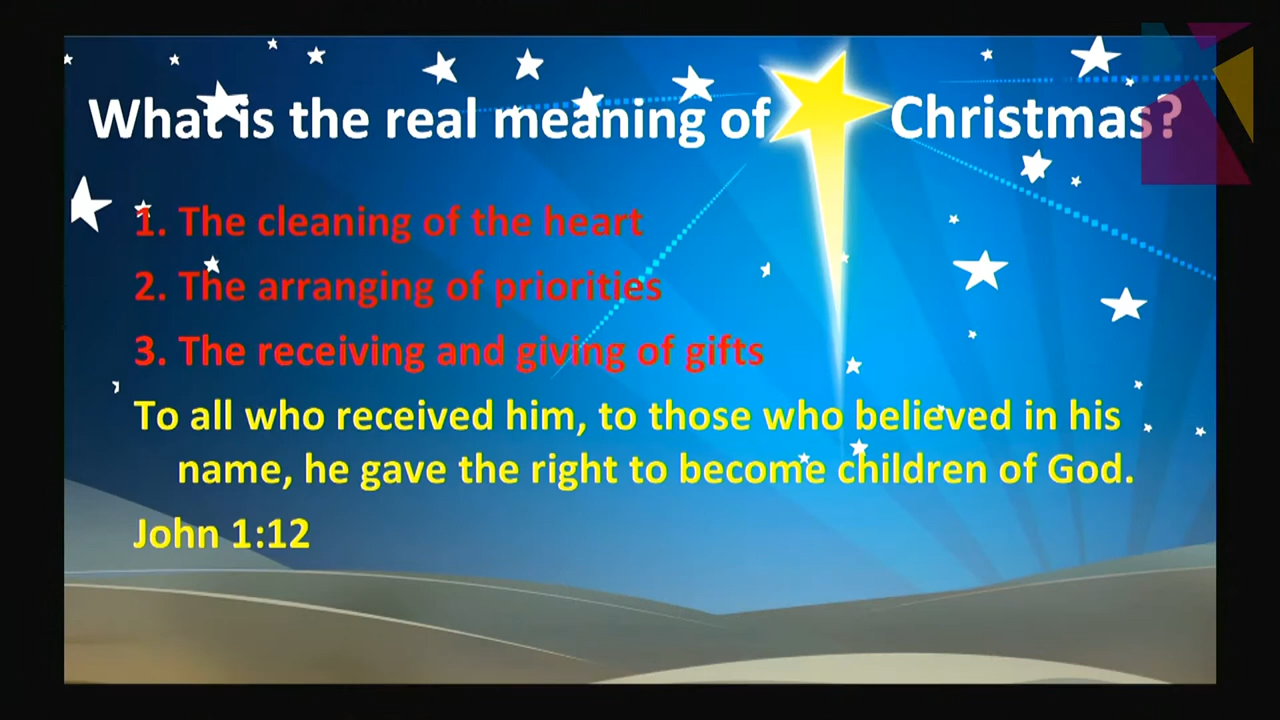 What is the real meaning of Christmas?
1. The cleaning of the heart
2. The arranging of priorities
3. The receiving and giving of gifts
To all who received him, to those who believed in his
name, he gave the right to become children of God.
John 1:12